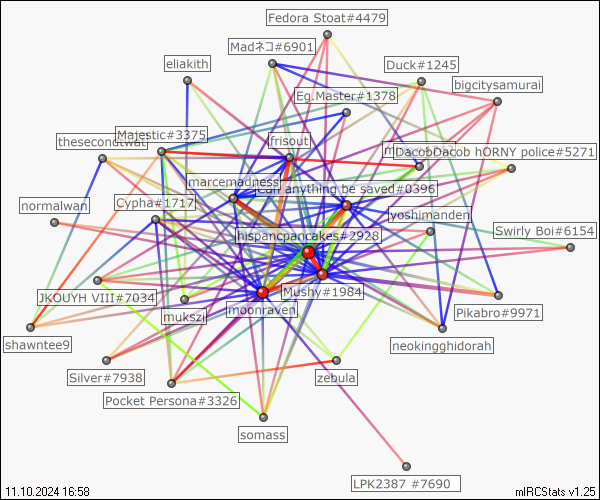 Fedora Stoat#4479
Madネコ#6901
eliakith
Duck#1245
bigcitysamurai
Eg.Master#1378
Majestic#3375
frisout
thesecondtwat
DacobDacob hORNY police#5271
marcemadness
Can anything be saved#0396
Cypha#1717
normalwan
yoshimanden
Swirly Boi#6154
hispancpancakes#2928
JKOUYH VIII#7034
Mushy#1984
mukszi
moonraven
Pikabro#9971
shawntee9
neokingghidorah
Silver#7938
zebula
Pocket Persona#3326
somass
LPK2387 #7690
11.10.2024 16:58
mIRCStats v1.25